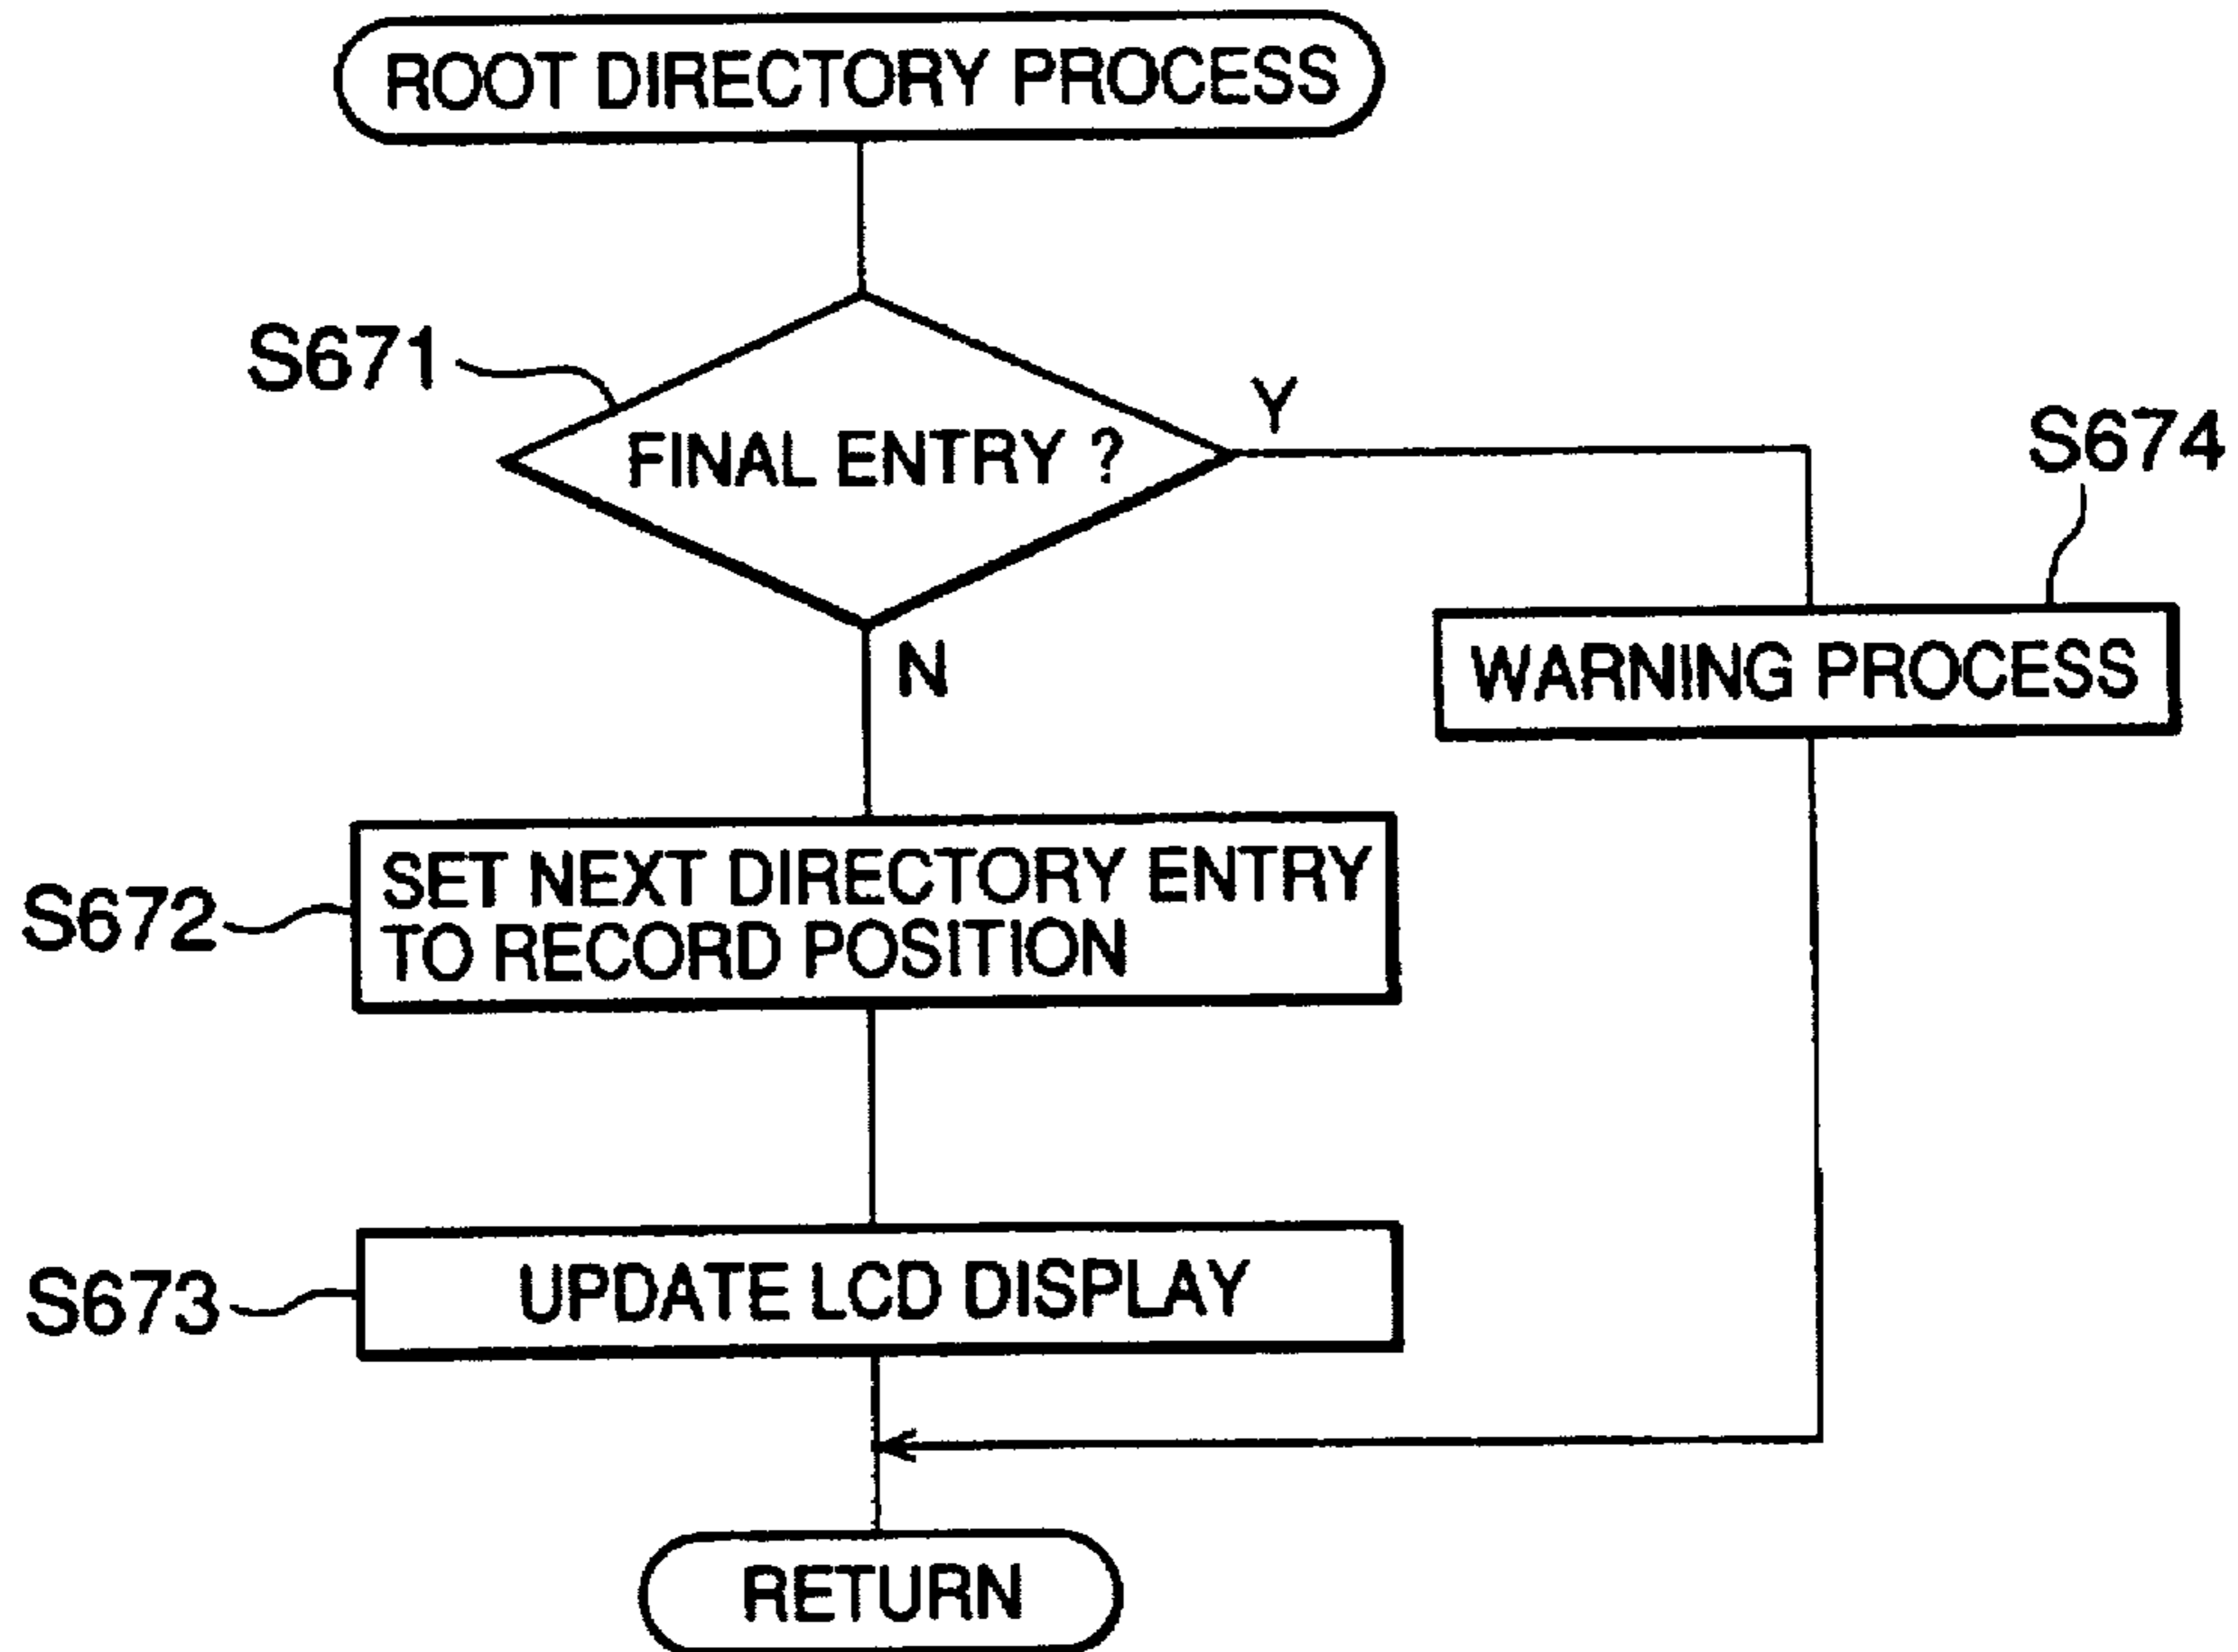 ROOT DIRECTORY PROCESS
S671
FINAL ENTRY ?
Y
S674
N
WARNING PROCESS
S672
SET NEXT DIRECTORY ENTRY
TO RECORD POSITION
S673
UPDATE LCD DISPLAY
RETURN